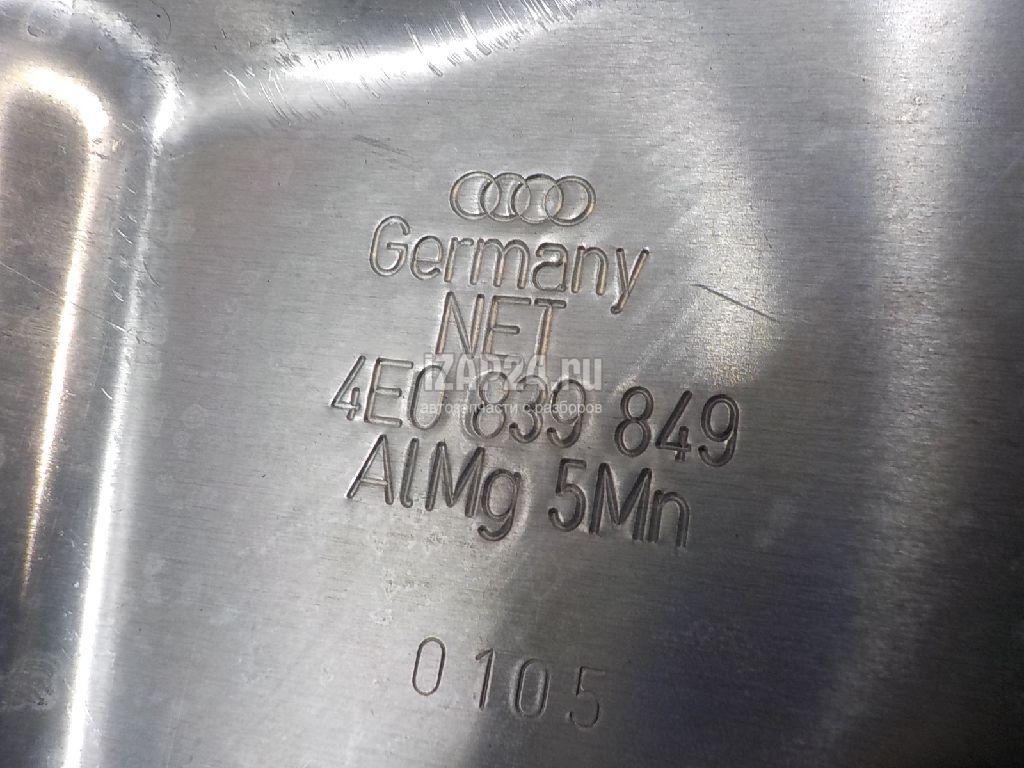 Germany
NET
iZAP24.ru
4E0 839 849
автозапчасти с разборов
AlMg 5Mn
0105